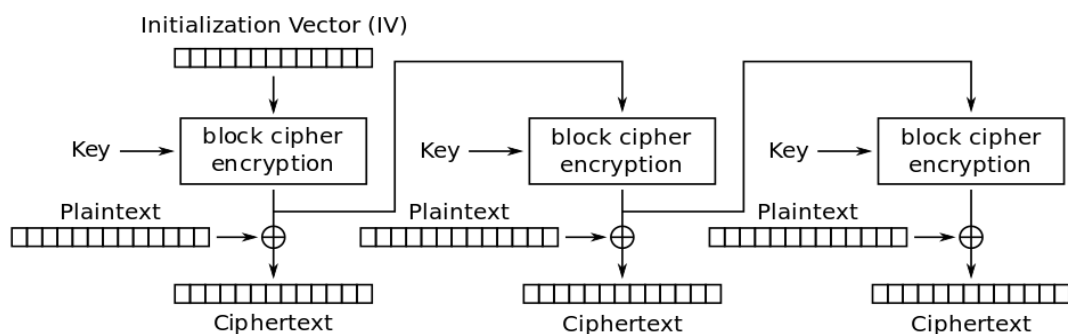 Initialization Vector (IV)
Key
block cipher
encryption
Key
block cipher
encryption
Key
block cipher
encryption
Plaintext
Plaintext
Plaintext
Ciphertext
Ciphertext
Ciphertext